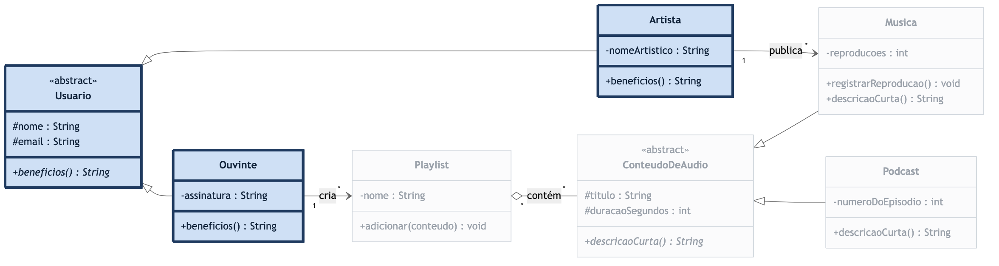 «abstract»
Usuario
#nome : String
#email : String
+beneficios() : String
Artista
-nomeArtistico : String
+beneficios() : String
1
publica
*
Musica
-reproducoes : int
+registrarReproducao() : void
+descricaoCurta() : String
Ouvinte
-assinatura : String
+beneficios() : String
1
cria
*
Playlist
-nome : String
+adicionar(conteudo) : void
*
contém
*
«abstract»
ConteudoDeAudio
#titulo : String
#duracaoSegundos : int
+descricaoCurta() : String
Podcast
-numeroDoEpisodio : int
+descricaoCurta() : String